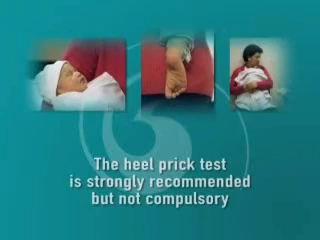 The heel prick test
is strongly recommended
but not compulsory